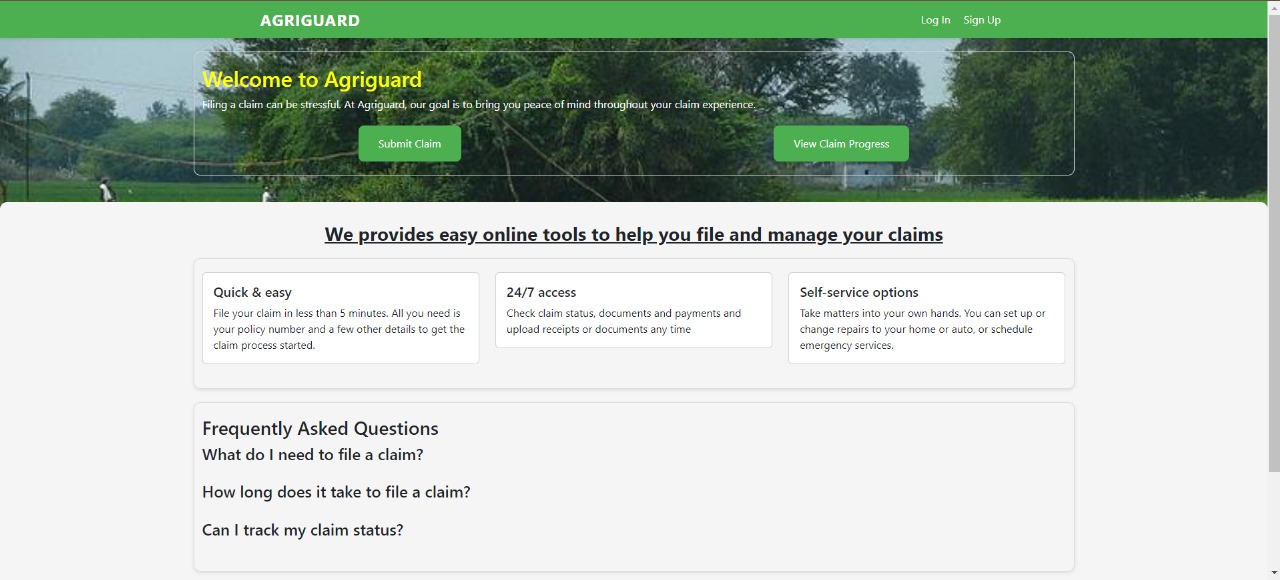 AGRIGUARD
Log In Sign Up
Welcome to Agriguard
Filing a claim can be stressful. At Agriguard, our goal is to bring you peace of mind throughout your claim experience.
Submit Claim
View Claim Progress
We provides easy online tools to help you file and manage your claims
Quick & easy
File your claim in less than 5 minutes. All you need is
your policy number and a few other details to get the
claim process started.
24/7 access
Check claim status, documents and payments and
upload receipts or documents any time
Self-service options
Take matters into your own hands. You can set up or
change repairs to your home or auto, or schedule
emergency services.
Frequently Asked Questions
What do I need to file a claim?
How long does it take to file a claim?
Can I track my claim status?